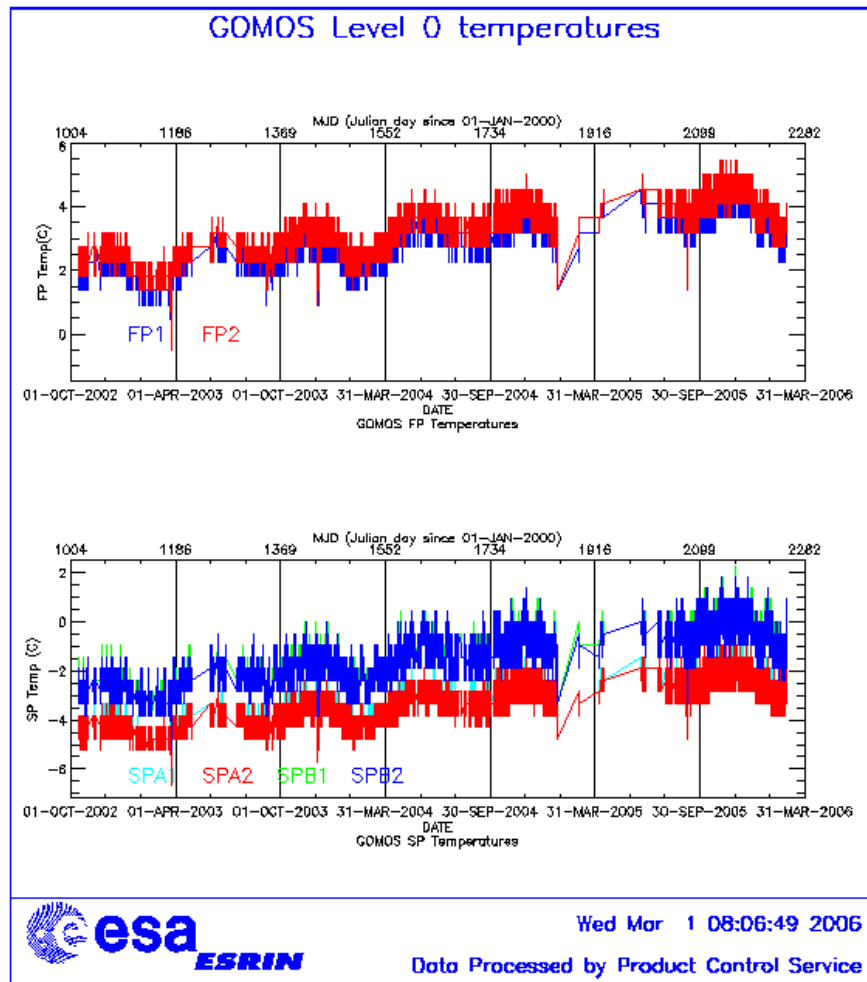 GOMOS Level 0 temperatures
MJD (Julian day since 01-JAN-2000)
1004 1186 1369 1552 1734 1916 2099 2282
6
4
2
0
FP Temp(C)
FP1 FP2
01-OCT-2002 01-APR-2003 01-OCT-2003 31-MAR-2004 30-SEP-2004 31-MAR-2005 30-SEP-2005 31-MAR-2006
DATE
GOMOS FP Temperatures
MJD (Julian day since 01-JAN-2000)
1004 1186 1369 1552 1734 1916 2099 2282
2
0
-2
-4
-6
SP Temp (C)
SPA1 SPA2 SPB1 SPB2
01-OCT-2002 01-APR-2003 01-OCT-2003 31-MAR-2004 30-SEP-2004 31-MAR-2005 30-SEP-2005 31-MAR-2006
DATE
GOMOS SP Temperatures
esa
ESRIN
Wed Mar 1 08:06:49 2006
Data Processed by Product Control Service